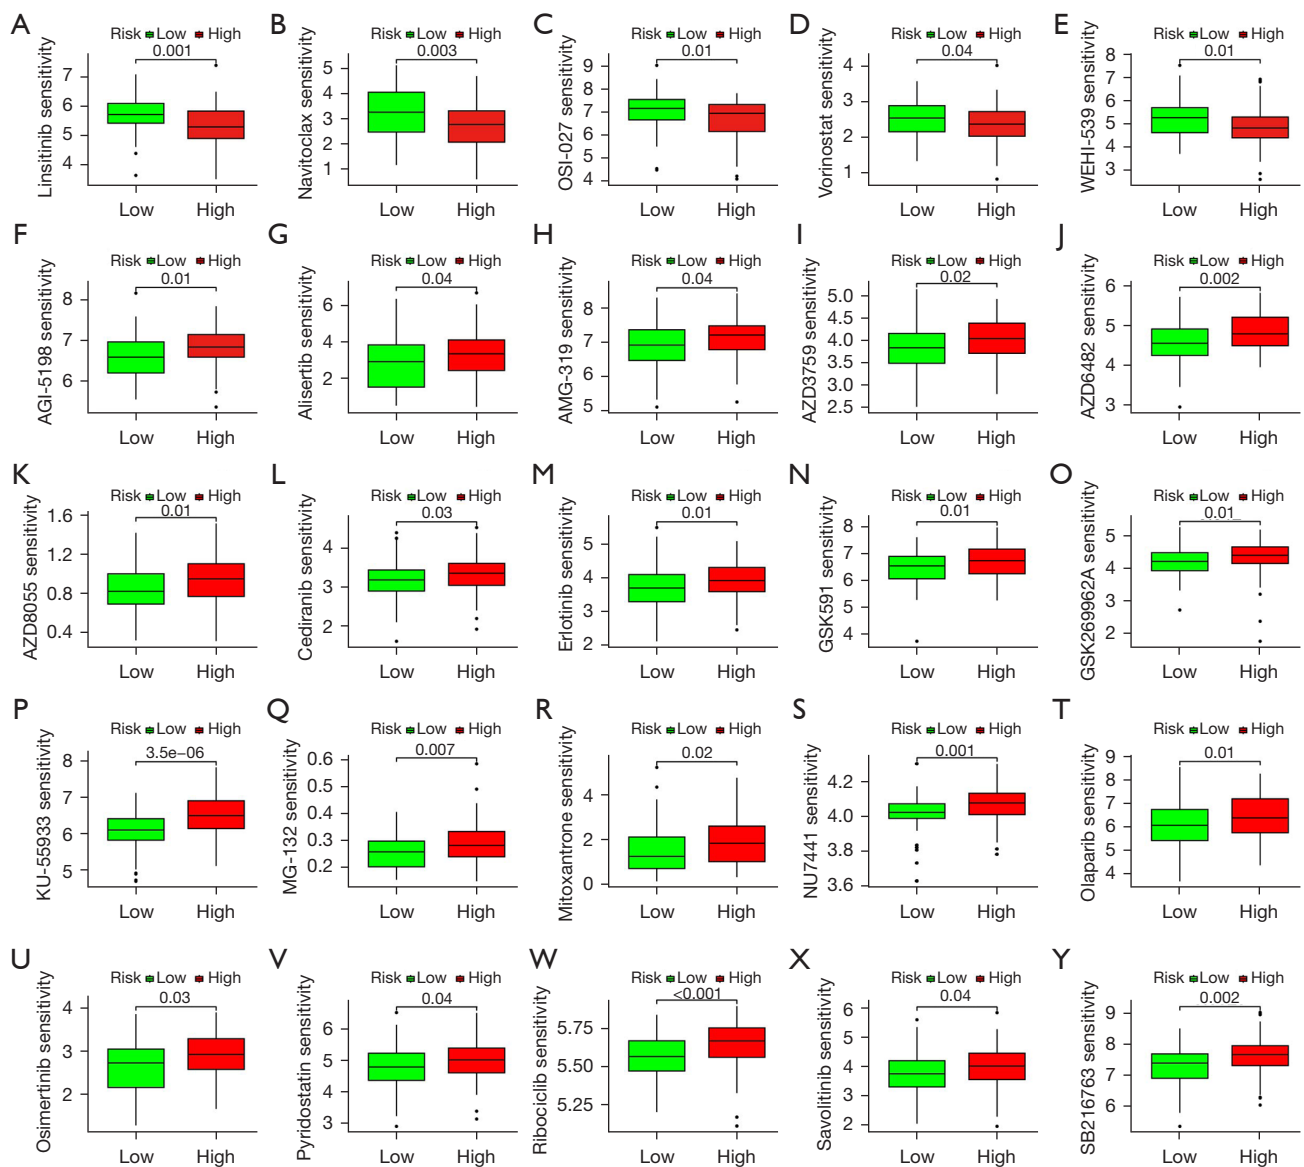 A
Risk Low High
0.001
Linsitinib sensitivity
7
6
5
4
Low High
B
Risk Low High
0.003
Navitoclax sensitivity
5
4
3
2
1
Low High
C
Risk Low High
0.01
OSI-027 sensitivity
9
8
7
6
5
4
Low High
D
Risk Low High
0.04
Vorinostat sensitivity
4
3
2
1
Low High
E
Risk Low High
0.01
WEHI-539 sensitivity
8
7
6
5
4
3
Low High
F
Risk Low High
0.01
AGI-5198 sensitivity
8
7
6
Low High
G
Risk Low High
0.04
Alisertib sensitivity
6
4
2
Low High
H
Risk Low High
0.04
AMG-319 sensitivity
8
7
6
5
Low High
I
Risk Low High
0.02
AZD3759 sensitivity
5.0
4.5
4.0
3.5
3.0
2.5
Low High
J
Risk Low High
0.002
AZD6482 sensitivity
6
5
4
3
Low High
K
Risk Low High
0.01
AZD8055 sensitivity
1.6
1.2
0.8
0.4
Low High
L
Risk Low High
0.03
Cediranib sensitivity
4
3
2
Low High
M
Risk Low High
0.01
Erlotinib sensitivity
5
4
3
2
Low High
N
Risk Low High
0.01
GSK591 sensitivity
8
7
6
5
4
Low High
O
Risk Low High
0.01
GSK269962A sensitivity
5
4
3
2
Low High
P
Risk Low High
3.5e−06
KU-55933 sensitivity
8
7
6
5
Low High
Q
Risk Low High
0.007
MG-132 sensitivity
0.6
0.5
0.4
0.3
0.2
Low High
R
Risk Low High
0.02
Mitoxantrone sensitivity
4
2
0
Low High
S
Risk Low High
0.001
NU7441 sensitivity
4.2
4.0
3.8
3.6
Low High
T
Risk Low High
0.01
Olaparib sensitivity
9
8
7
6
5
4
Low High
U
Risk Low High
0.03
Osimertinib sensitivity
4
3
2
Low High
V
Risk Low High
0.04
Pyridostatin sensitivity
6
5
4
3
Low High
W
Risk Low High
<0.001
Ribociclib sensitivity
5.75
5.50
5.25
Low High
X
Risk Low High
0.04
Savolitinib sensitivity
6
5
4
3
2
Low High
Y
Risk Low High
0.002
SB216763 sensitivity
9
8
7
6
Low High